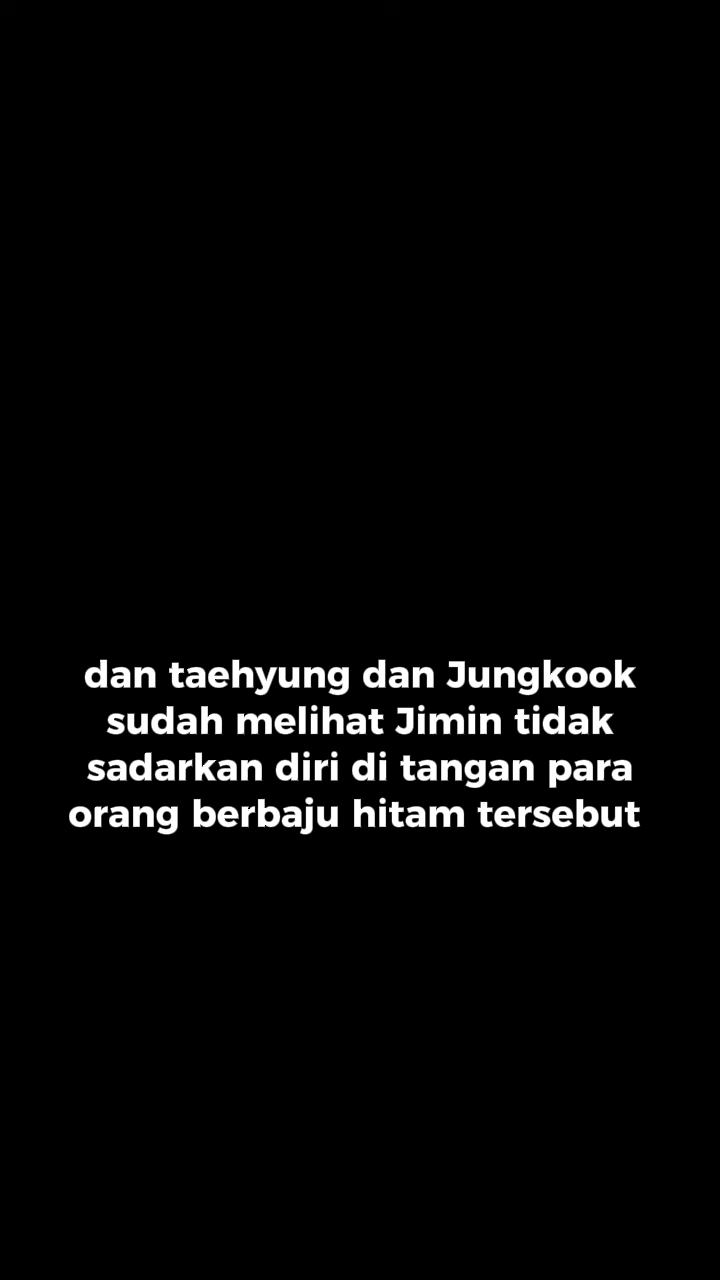 dan taehyung dan Jungkook
sudah melihat Jimin tidak
sadarkan diri di tangan para
orang berbaju hitam tersebut